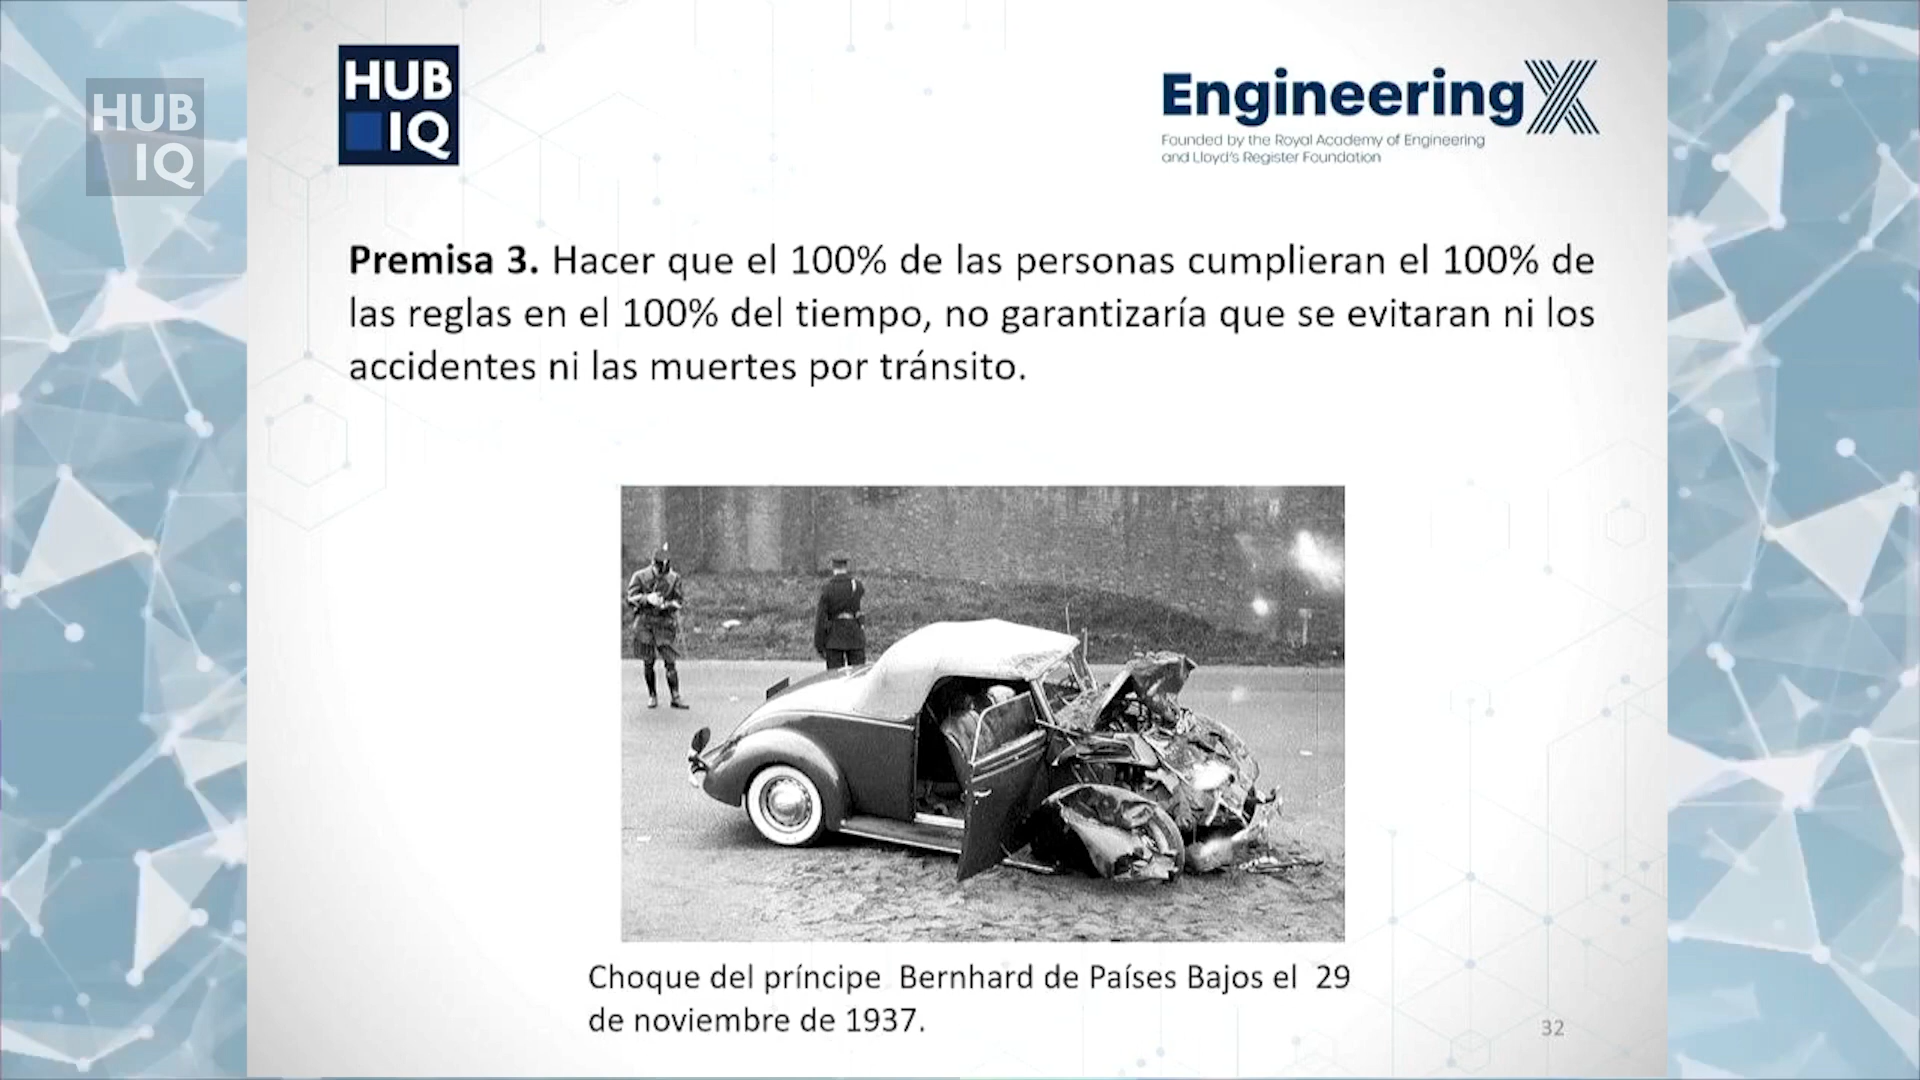 HUB
IQ
HUB
IQ
EngineeringX
Founded by the Royal Academy of Engineering
and Lloyd's Register Foundation
Premisa 3. Hacer que el 100% de las personas cumplieran el 100% de
las reglas en el 100% del tiempo, no garantizaría que se evitaran ni los
accidentes ni las muertes por tránsito.
Choque del príncipe Bernhard de Países Bajos el 29
de noviembre de 1937.
32